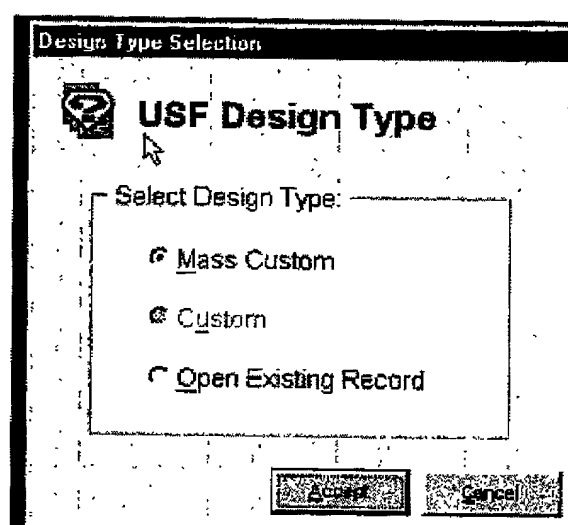 Design Type Selection
USF Design Type
Select Design Type:
Mass Custom
Custom
Open Existing Record
Accept
Cancel